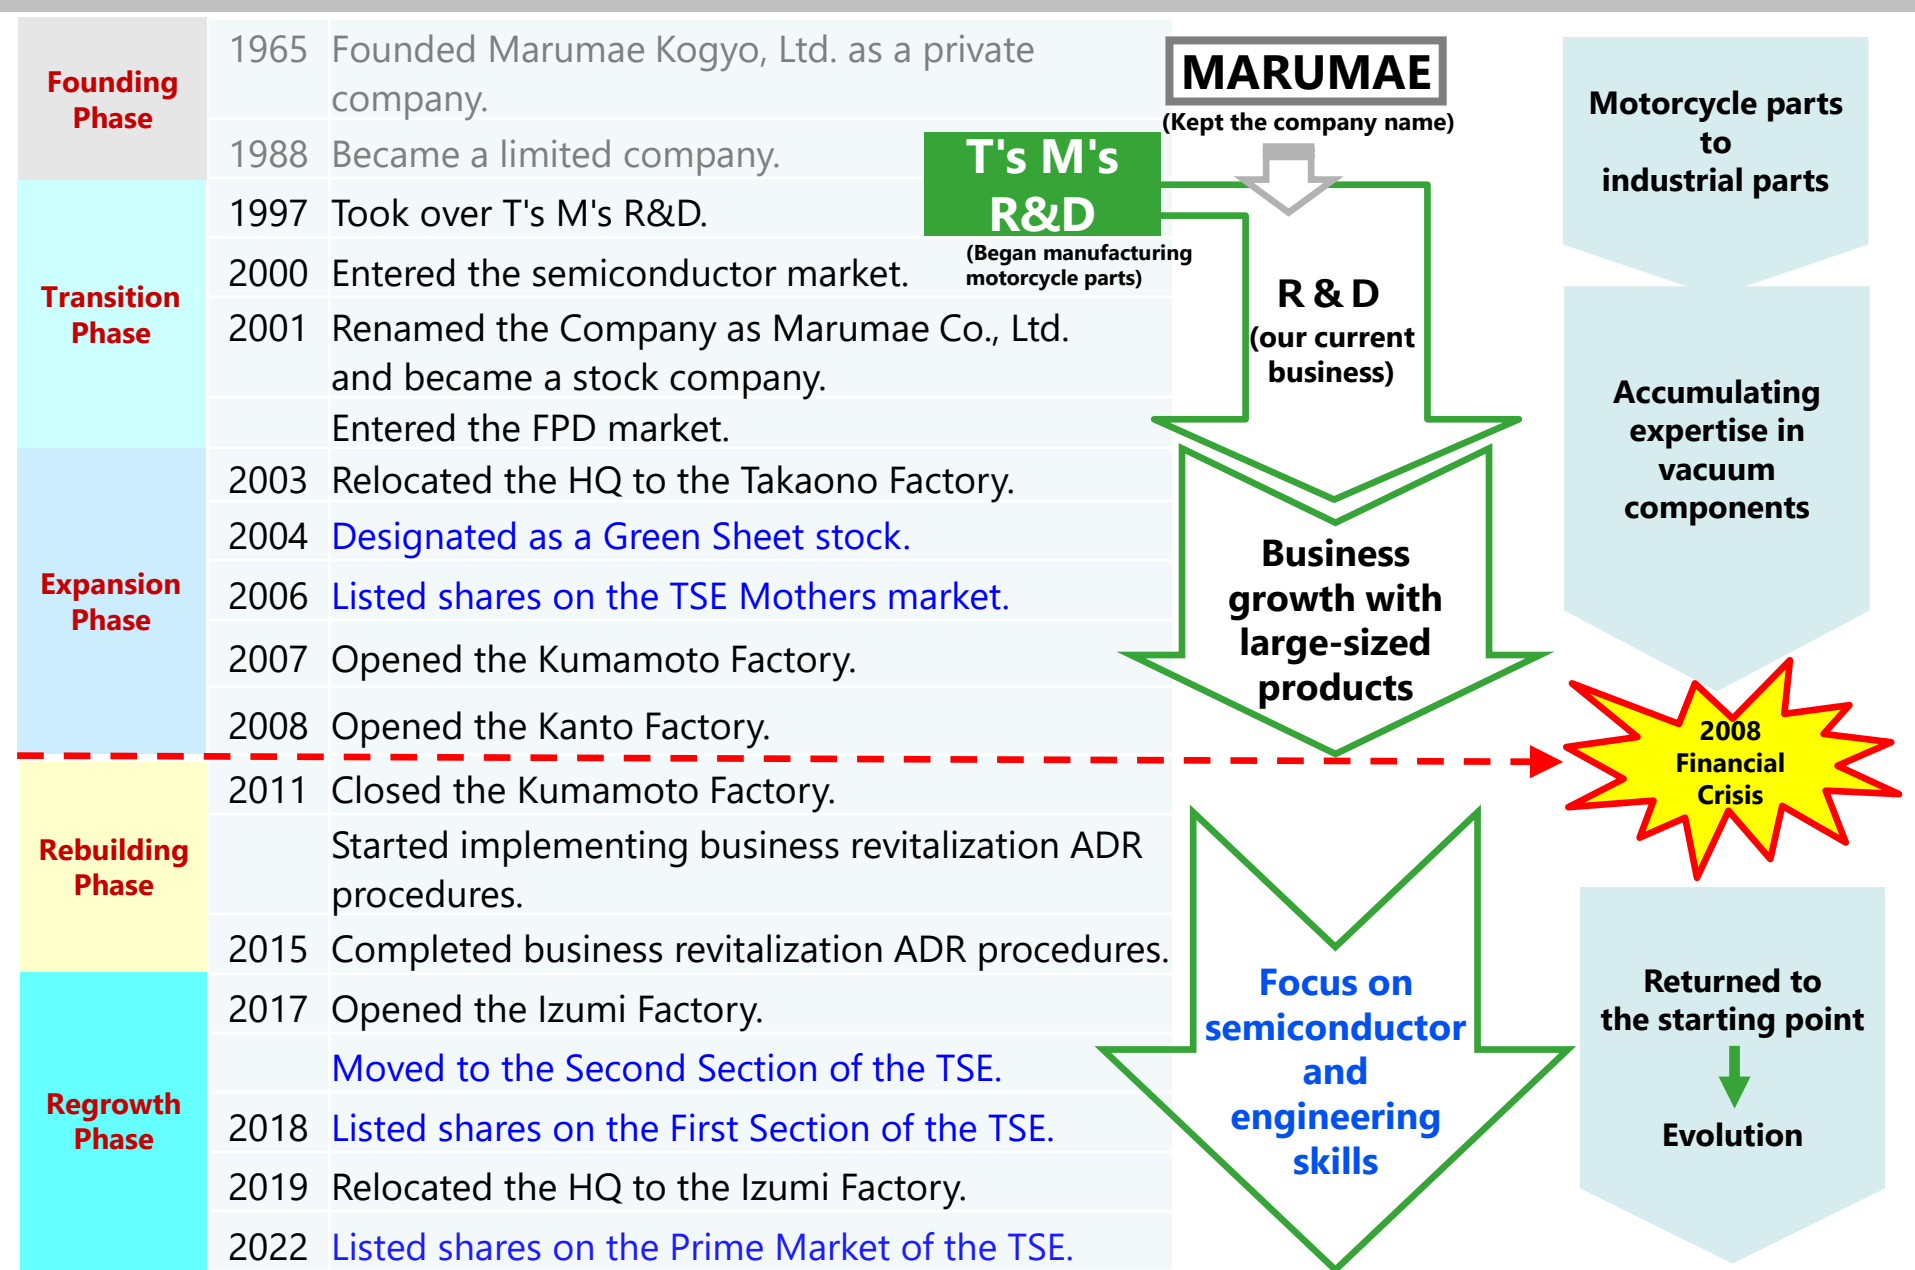 Founding
Phase
1965 Founded Marumae Kogyo, Ltd. as a private
company.
1988 Became a limited company.
Transition
Phase
1997 Took over T's M's R&D.
2000 Entered the semiconductor market.
2001 Renamed the Company as Marumae Co., Ltd.
and became a stock company.
Entered the FPD market.
Expansion
Phase
2003 Relocated the HQ to the Takaono Factory.
2004 Designated as a Green Sheet stock.
2006 Listed shares on the TSE Mothers market.
2007 Opened the Kumamoto Factory.
2008 Opened the Kanto Factory.
Rebuilding
Phase
2011 Closed the Kumamoto Factory.
Started implementing business revitalization ADR
procedures.
2015 Completed business revitalization ADR procedures.
Regrowth
Phase
2017 Opened the Izumi Factory.
Moved to the Second Section of the TSE.
2018 Listed shares on the First Section of the TSE.
2019 Relocated the HQ to the Izumi Factory.
2022 Listed shares on the Prime Market of the TSE.
MARUMAE
(Kept the company name)
T's M's
R&D
(Began manufacturing
motorcycle parts)
R & D
(our current
business)
Business
growth with
large-sized
products
Focus on
semiconductor
and
engineering
skills
Motorcycle parts
to
industrial parts
Accumulating
expertise in
vacuum
components
2008
Financial
Crisis
Returned to
the starting point
Evolution